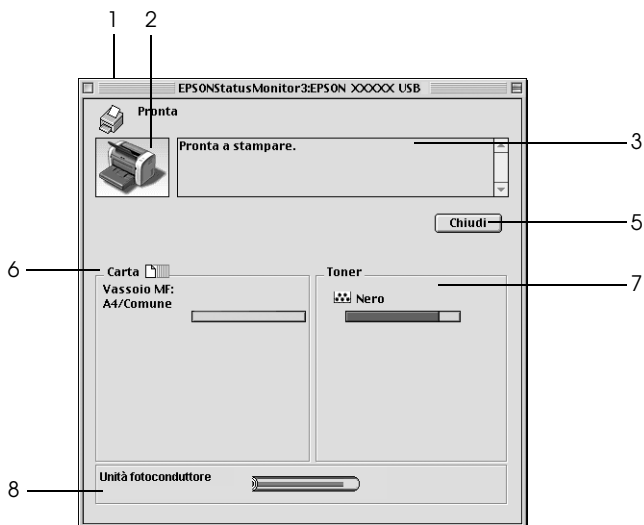 1
2
EPSONStatusMonitor3:EPSON XXXXX USB
Pronta
Pronta a stampare.
3
Chiudi
5
6
Carta
Toner
7
Vassoio MF:
A4/Comune
Nero
Unità fotoconduttore
8